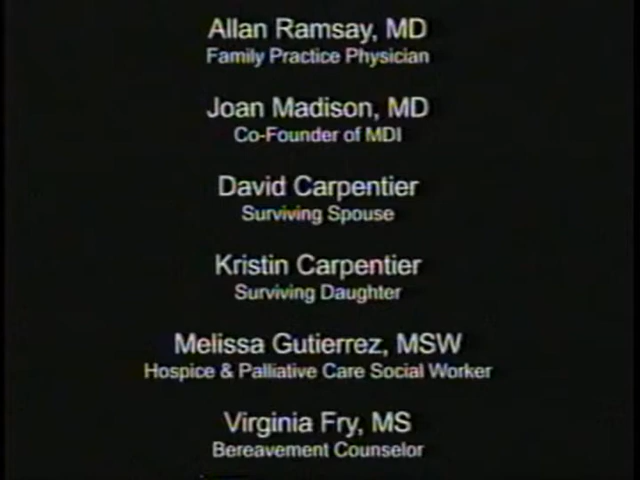 Allan Ramsay, MD
Family Practice Physician
Joan Madison, MD
Co-Founder of MDI
David Carpentier
Surviving Spouse
Kristin Carpentier
Surviving Daughter
Melissa Gutierrez, MSW
Hospice & Palliative Care Social Worker
Virginia Fry, MS
Bereavement Counselor